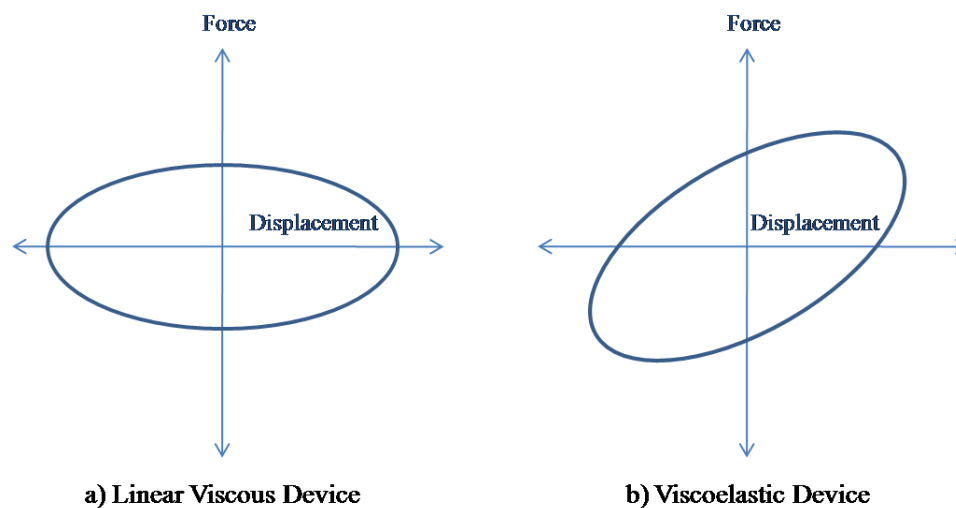 Force
Displacement
a) Linear Viscous Device
Force
Displacement
b) Viscoelastic Device